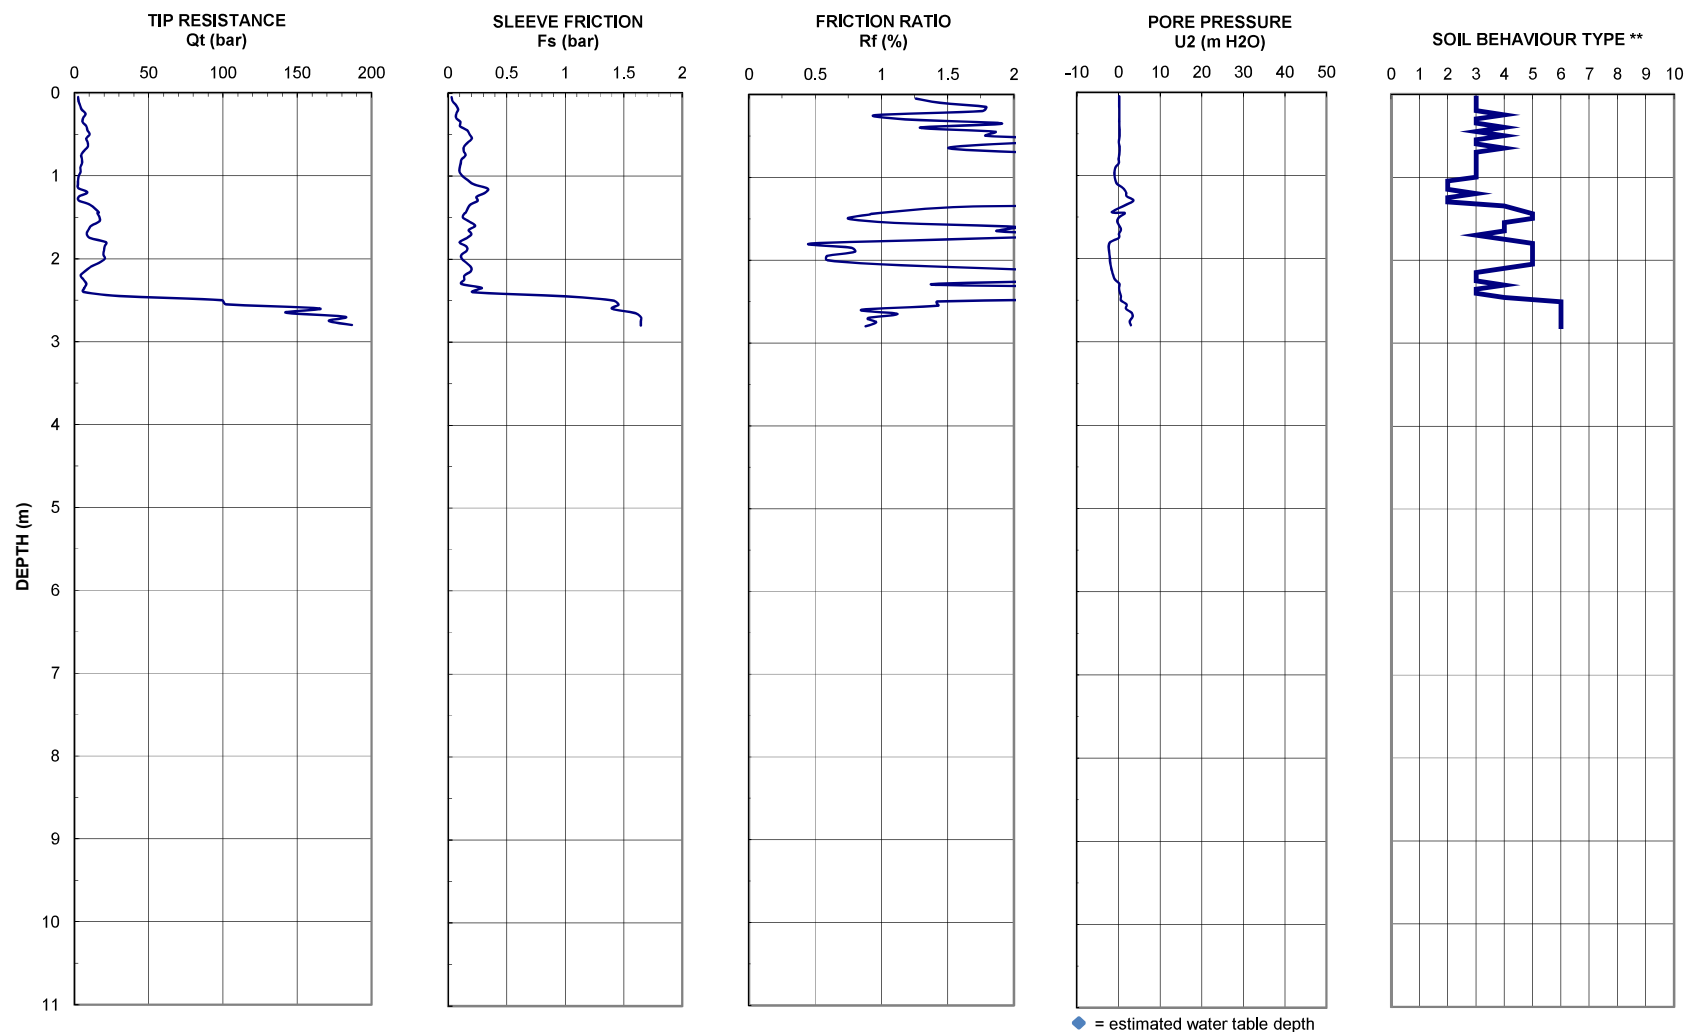 TIP RESISTANCE
Qt (bar)
SLEEVE FRICTION
Fs (bar)
FRICTION RATIO
Rf (%)
PORE PRESSURE
U2 (m H2O)
SOIL BEHAVIOUR TYPE **
0 50 100 150 200
0 0.5 1 1.5 2
0 0.5 1 1.5 2
-10 0 10 20 30 40 50
0 1 2 3 4 5 6 7 8 9 10
0
1
2
3
4
5
6
7
8
9
10
11
DEPTH (m)
= estimated water table depth